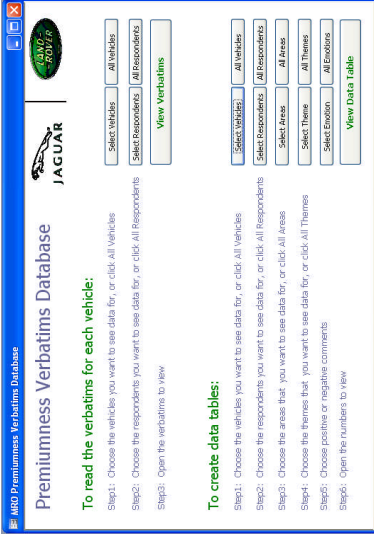 MRO Premiumness Verbatims Database
Premiumness Verbatims Database
JAGUAR
LAND-
ROVER
To read the verbatims for each vehicle:
Step1: Choose the vehicles you want to see data for, or click All Vehicles
Select Vehicles All Vehicles
Step2: Choose the respondents you want to see data for, or click All Respondents
Select Respondents All Respondents
Step3: Open the verbatims to view
View Verbatims
To create data tables:
Step1: Choose the vehicles you want to see data for, or click All Vehicles
Select Vehicles All Vehicles
Step2: Choose the respondents you want to see data for, or click All Respondents
Select Respondents All Respondents
Step3: Choose the areas that you want to see data for, or click All Areas
Select Areas All Areas
Step4: Choose the themes that you want to see data for, or click All Themes
Select Theme All Themes
Step5: Choose positive or negative comments
Select Emotion All Emotions
Step6: Open the numbers to view
View Data Table